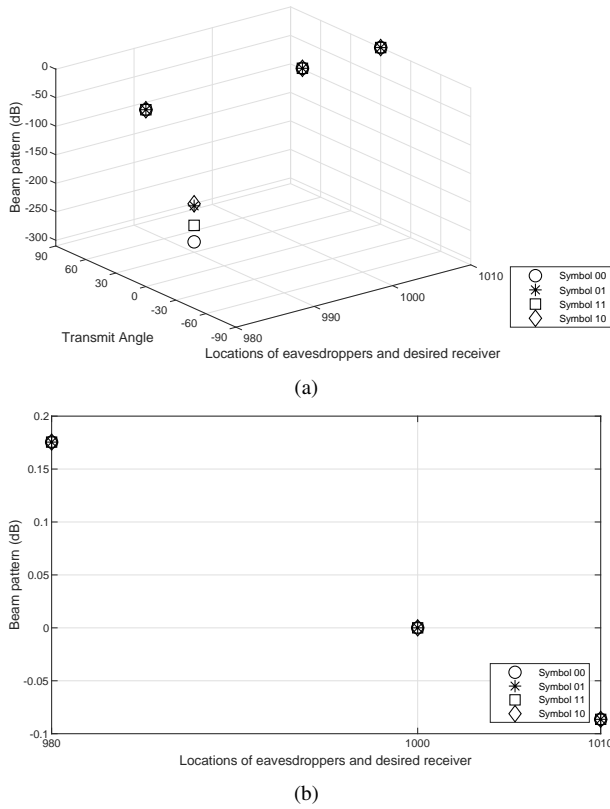 0
-50
-100
-150
-200
-250
-300
Beam pattern (dB)
90
60
30
0
-30
-60
-90
Transmit Angle
980
990
1000
1010
Locations of eavesdroppers and desired receiver
Symbol 00
Symbol 01
Symbol 11
Symbol 10
(a)
0.2
0.15
0.1
0.05
0
-0.05
-0.1
Beam pattern (dB)
980
1000
1010
Locations of eavesdroppers and desired receiver
Symbol 00
Symbol 01
Symbol 11
Symbol 10
(b)